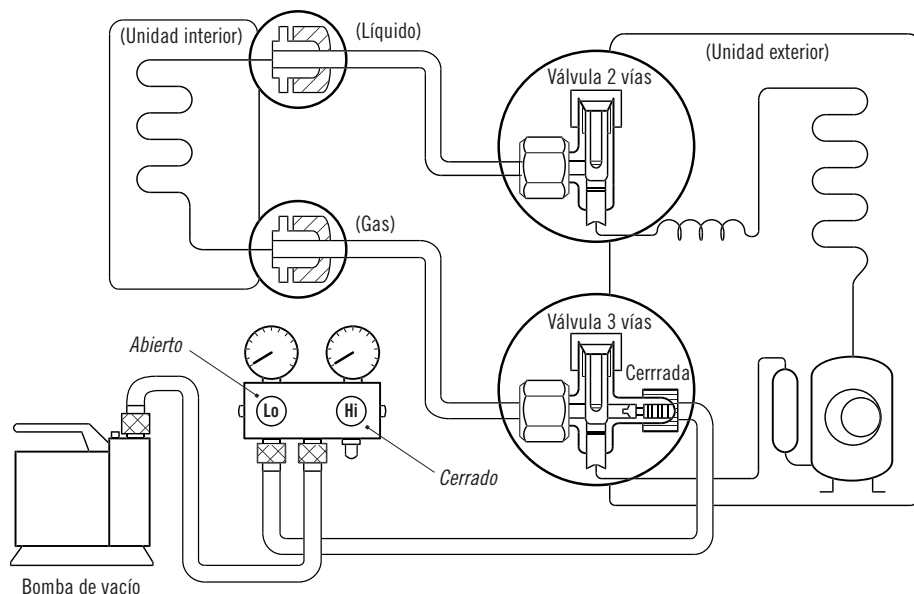 (Unidad interior)
(Líquido)
(Unidad exterior)
Válvula 2 vías
(Gas)
Válvula 3 vías
Cerrrada
Abierto
Lo
Hi
Cerrado
Bomba de vacío